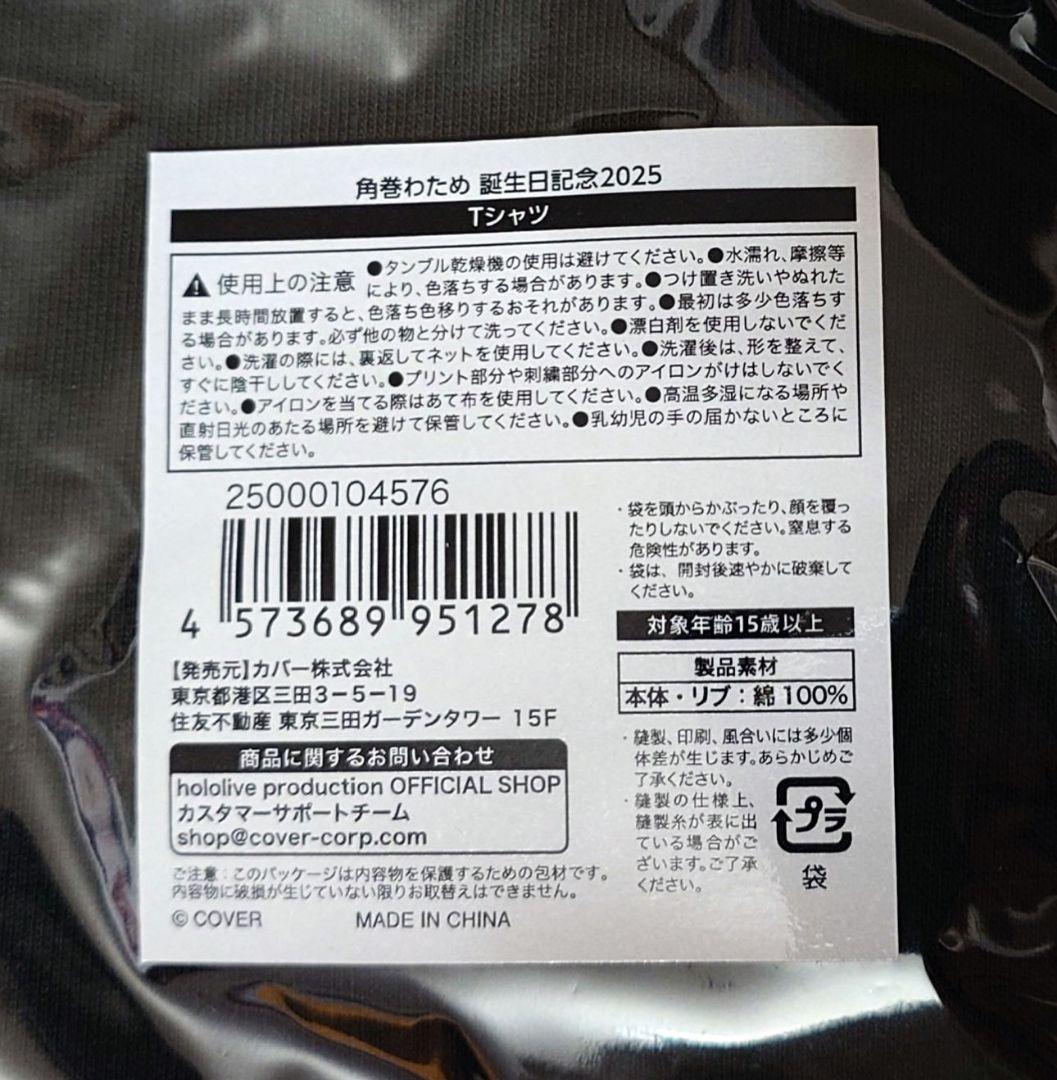 角巻わため 誕生日記念2025
Tシャツ
使用上の注意
●タンブル乾燥機の使用は避けてください。●水濡れ、摩擦等
により、色落ちする場合があります。●つけ置き洗いやぬれた
まま長時間放置すると、色落ち色移りするおそれがあります。●最初は多少色落ちす
る場合があります。必ず他の物と分けて洗ってください。●漂白剤を使用しないでくだ
さい。●洗濯の際には、裏返してネットを使用してください。●洗濯後は、形を整えて、
すぐに陰干ししてください。●プリント部分や刺繍部分へのアイロンがけはしないでく
ださい。●アイロンを当てる際はあて布を使用してください。●高温多湿になる場所や
直射日光のあたる場所を避けて保管してください。●乳幼児の手の届かないところに
保管してください。
25000104576
4 573689 951278
【発売元】カバー株式会社
東京都港区三田3-5-19
住友不動産 東京三田ガーデンタワー 15F
商品に関するお問い合わせ
hololive production OFFICIAL SHOP
カスタマーサポートチーム
shop@cover-corp.com
ご注意：このパッケージは内容物を保護するための包材です。
内容物に破損が生じていない限りお取替えはできません。
© COVER MADE IN CHINA
・袋を頭からかぶったり、顔を覆っ
たりしないでください。窒息する
危険性があります。
・袋は、開封後速やかに破棄して
ください。
対象年齢15歳以上
製品素材
本体・リブ：綿 100%
・縫製、印刷、風合いには多少個
体差が生じます。あらかじめご
了承ください。
・縫製の仕様上、
縫製糸が表に出
ている場合がご
ざいます。ご了承
ください。
プラ
袋